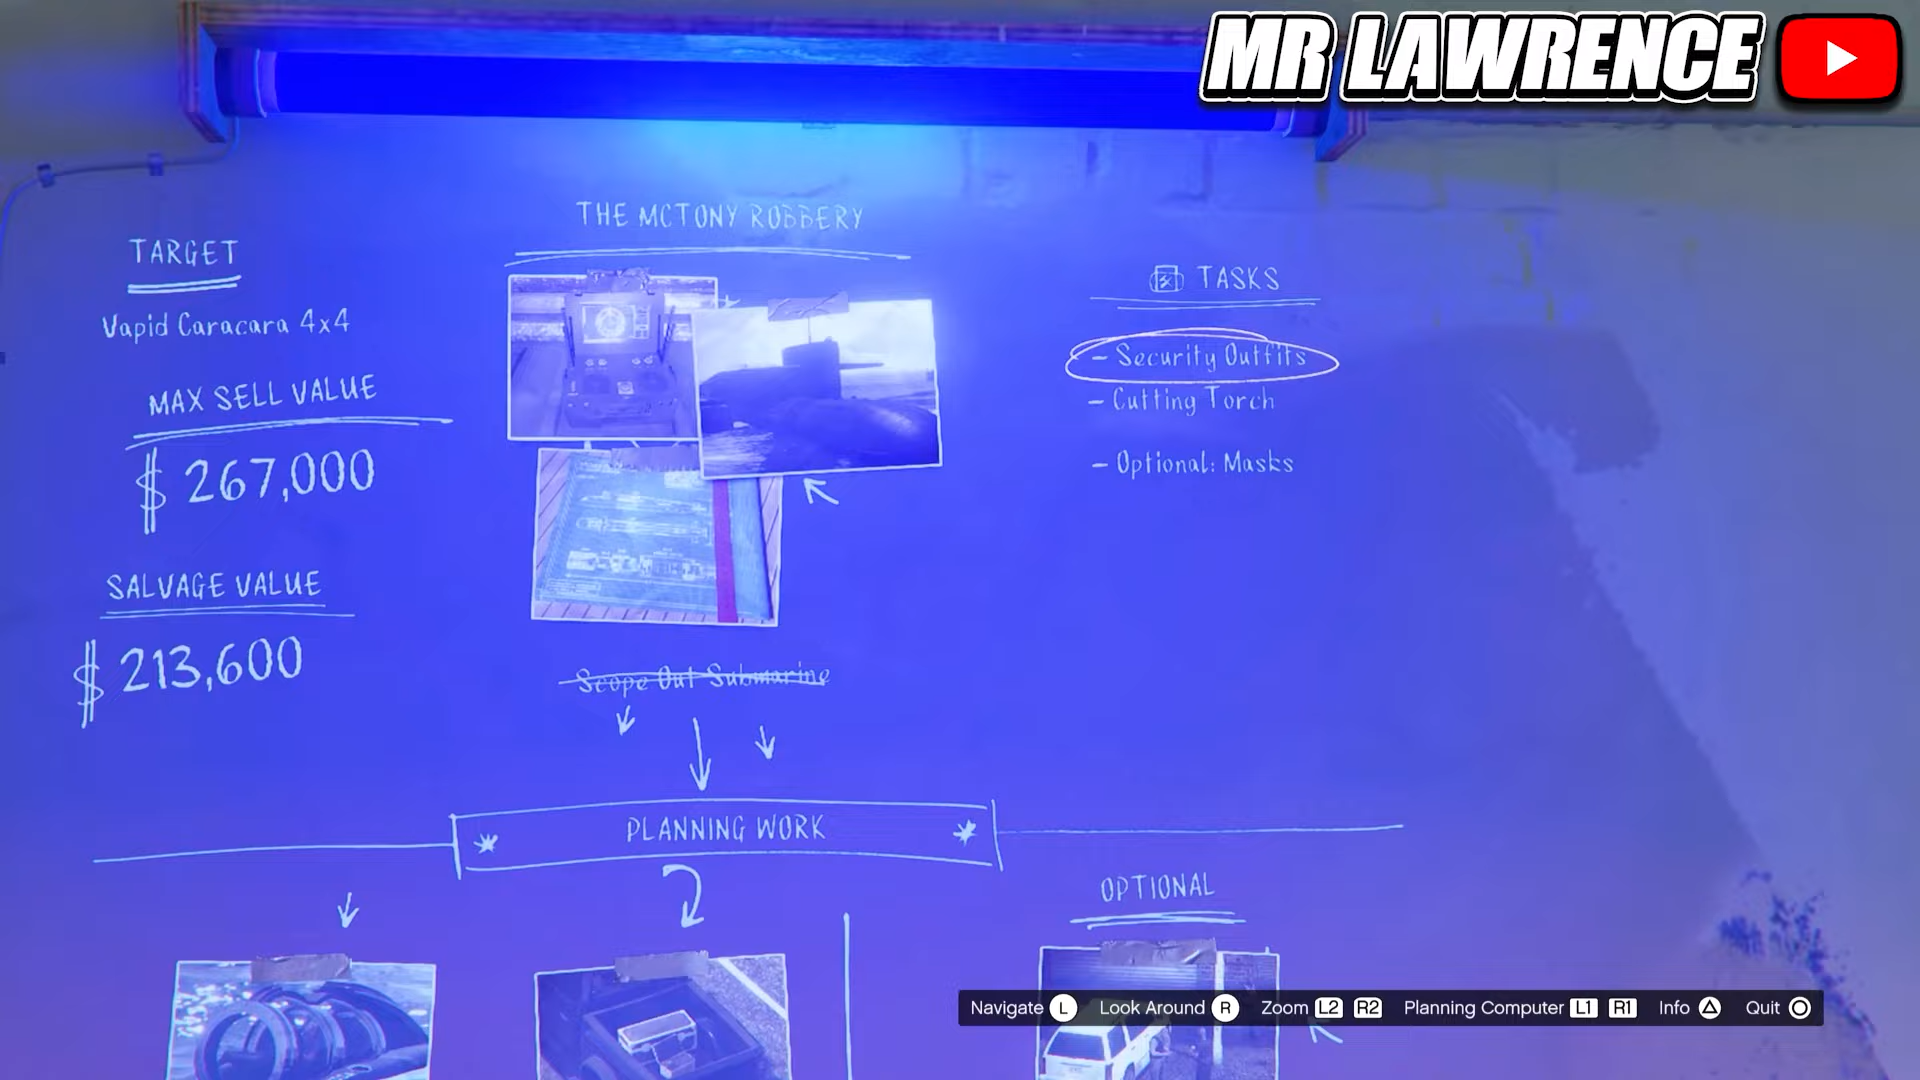 MR LAWRENCE
THE MCTONY ROBBERY
TARGET
Vapid Caracara 4x4
MAX SELL VALUE
$ 267,000
SALVAGE VALUE
$ 213,600
TASKS
- Security Outfits
- Cutting Torch
- Optional: Masks
Scope Out Submarine
PLANNING WORK
OPTIONAL
Navigate L Look Around R Zoom L2 R2 Planning Computer L1 R1 Info Quit